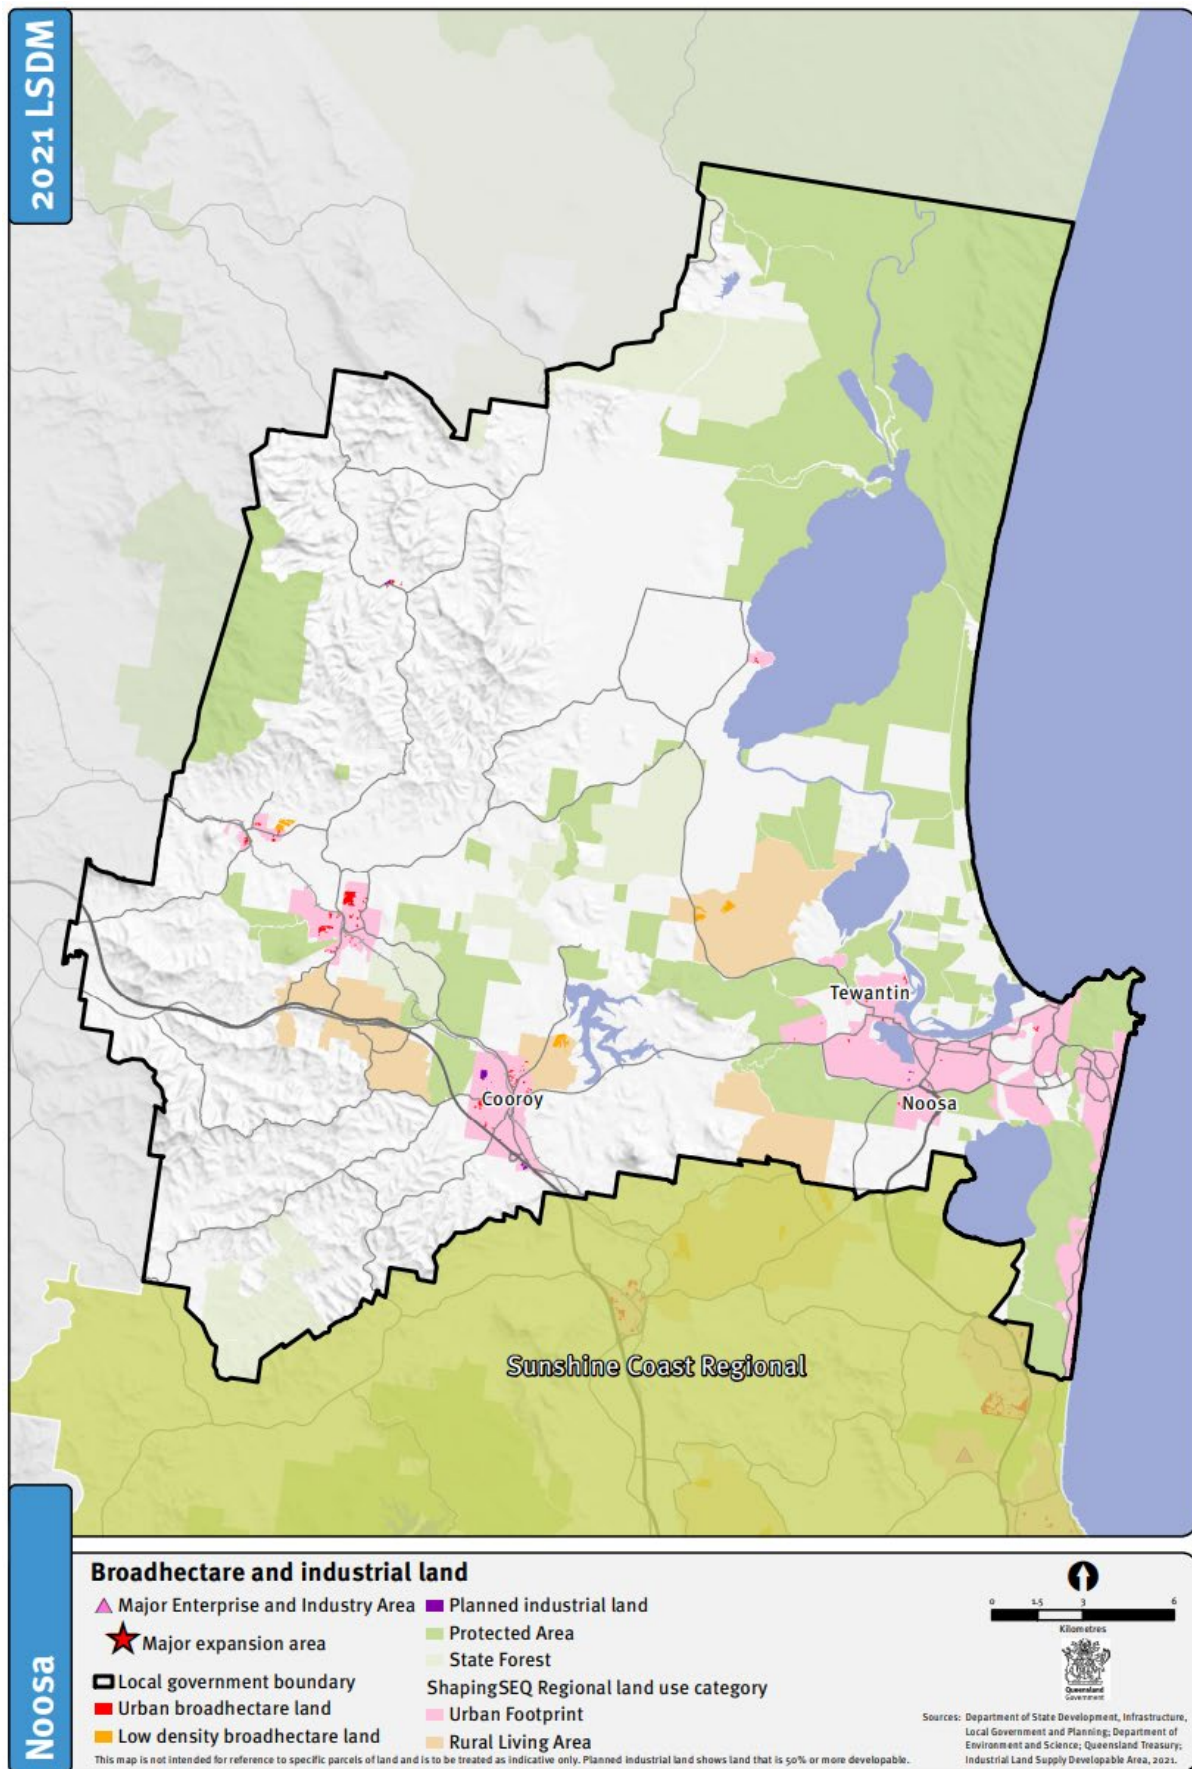 2021 LSDM
Tewantin
Cooroy
Noosa
Sunshine Coast Regional
Noosa
Broadhectare and industrial land
Major Enterprise and Industry Area
Major expansion area
Local government boundary
Urban broadhectare land
Low density broadhectare land
Planned industrial land
Protected Area
State Forest
ShapingSEQ Regional land use category
Urban Footprint
Rural Living Area
This map is not intended for reference to specific parcels of land and is to be treated as indicative only. Planned industrial land shows land that is 50% or more developable.
0 1.5 3 6
Kilometres
Queensland
Government
Sources: Department of State Development, Infrastructure,
Local Government and Planning; Department of
Environment and Science; Queensland Treasury;
Industrial Land Supply Developable Area, 2021.